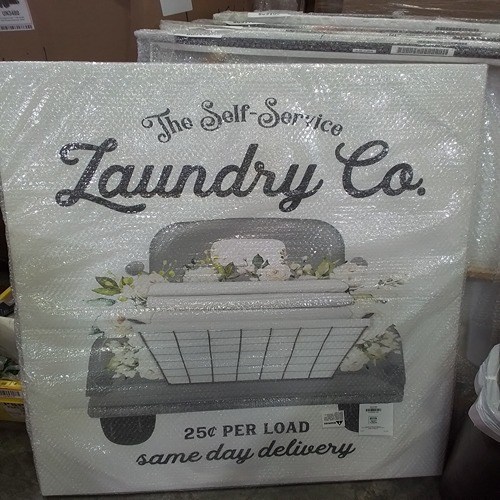 The Self-Service
Laundry Co.
25¢ PER LOAD
same day delivery